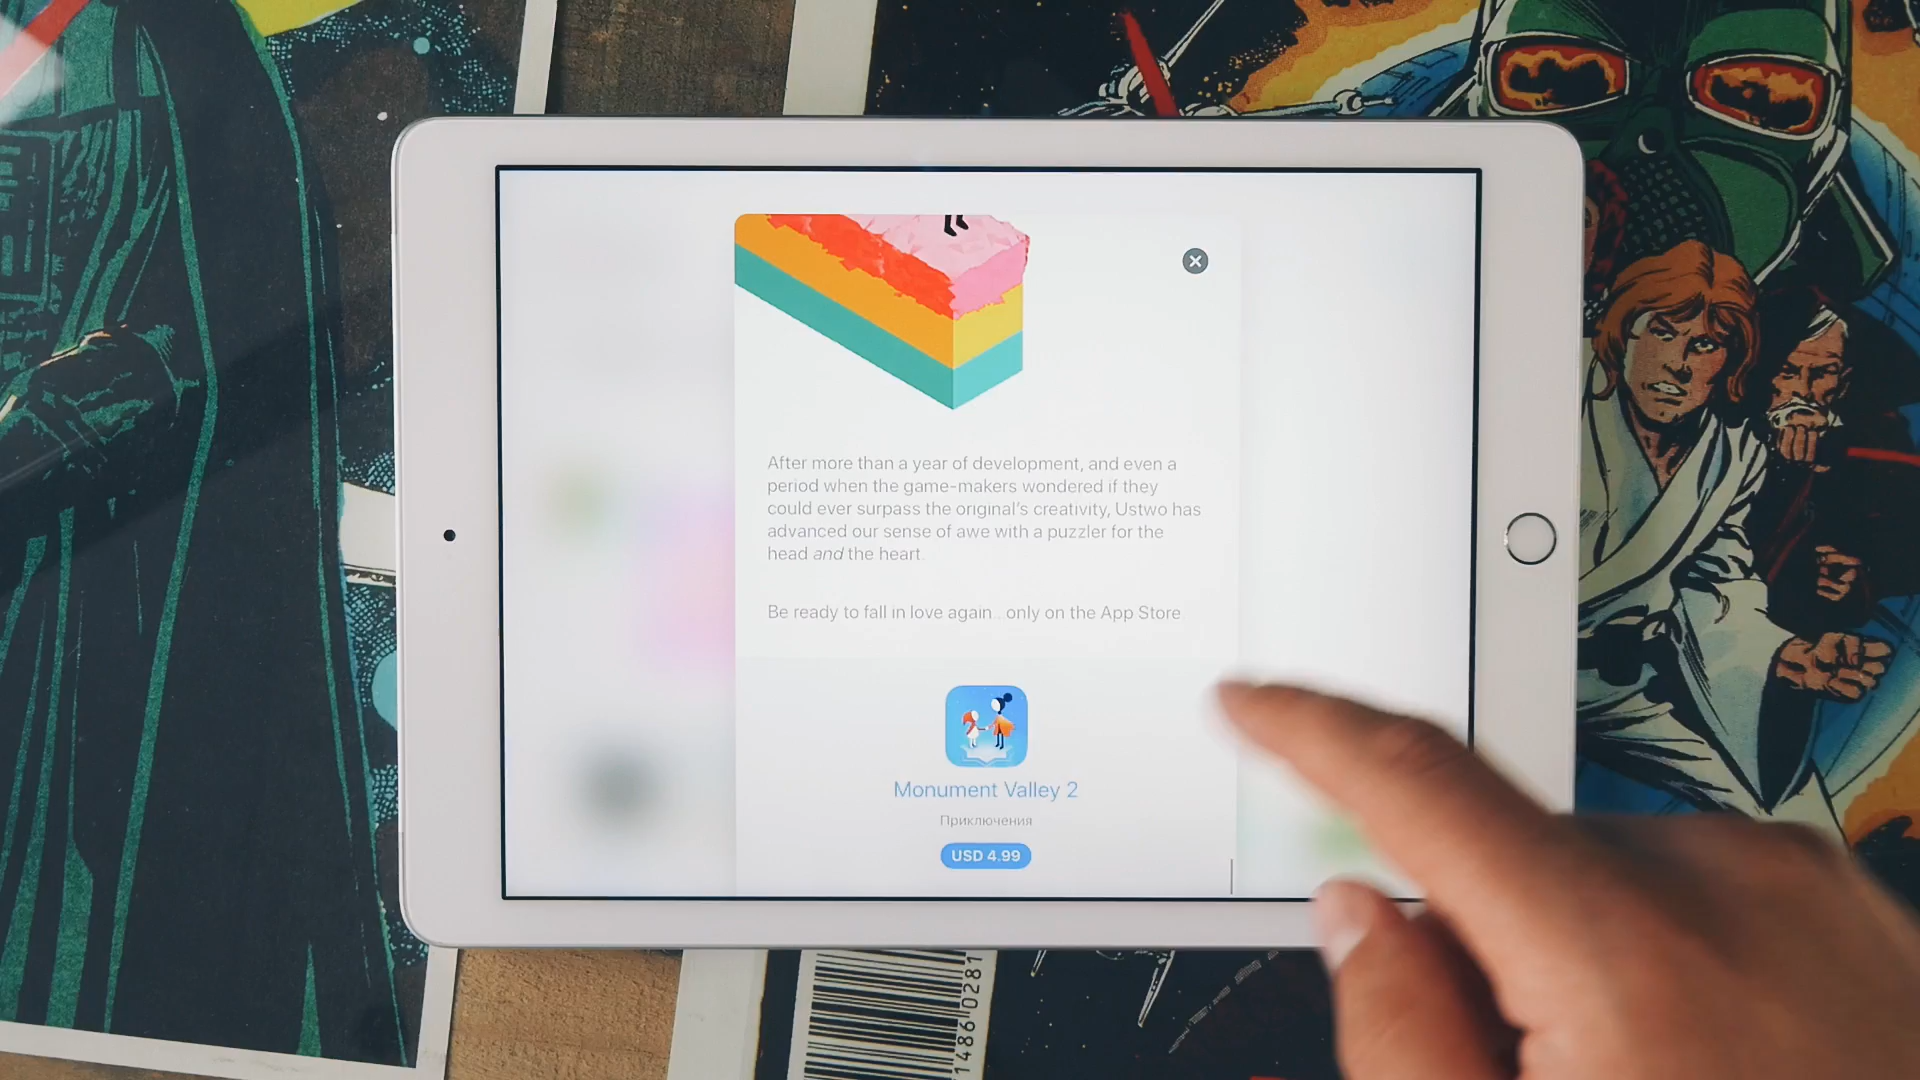 After more than a year of development, and even a
period when the game-makers wondered if they
could ever surpass the original's creativity, Ustwo has
advanced our sense of awe with a puzzler for the
head and the heart.
Be ready to fall in love again...only on the App Store
Monument Valley 2
Приключения
USD 4.99
148610281